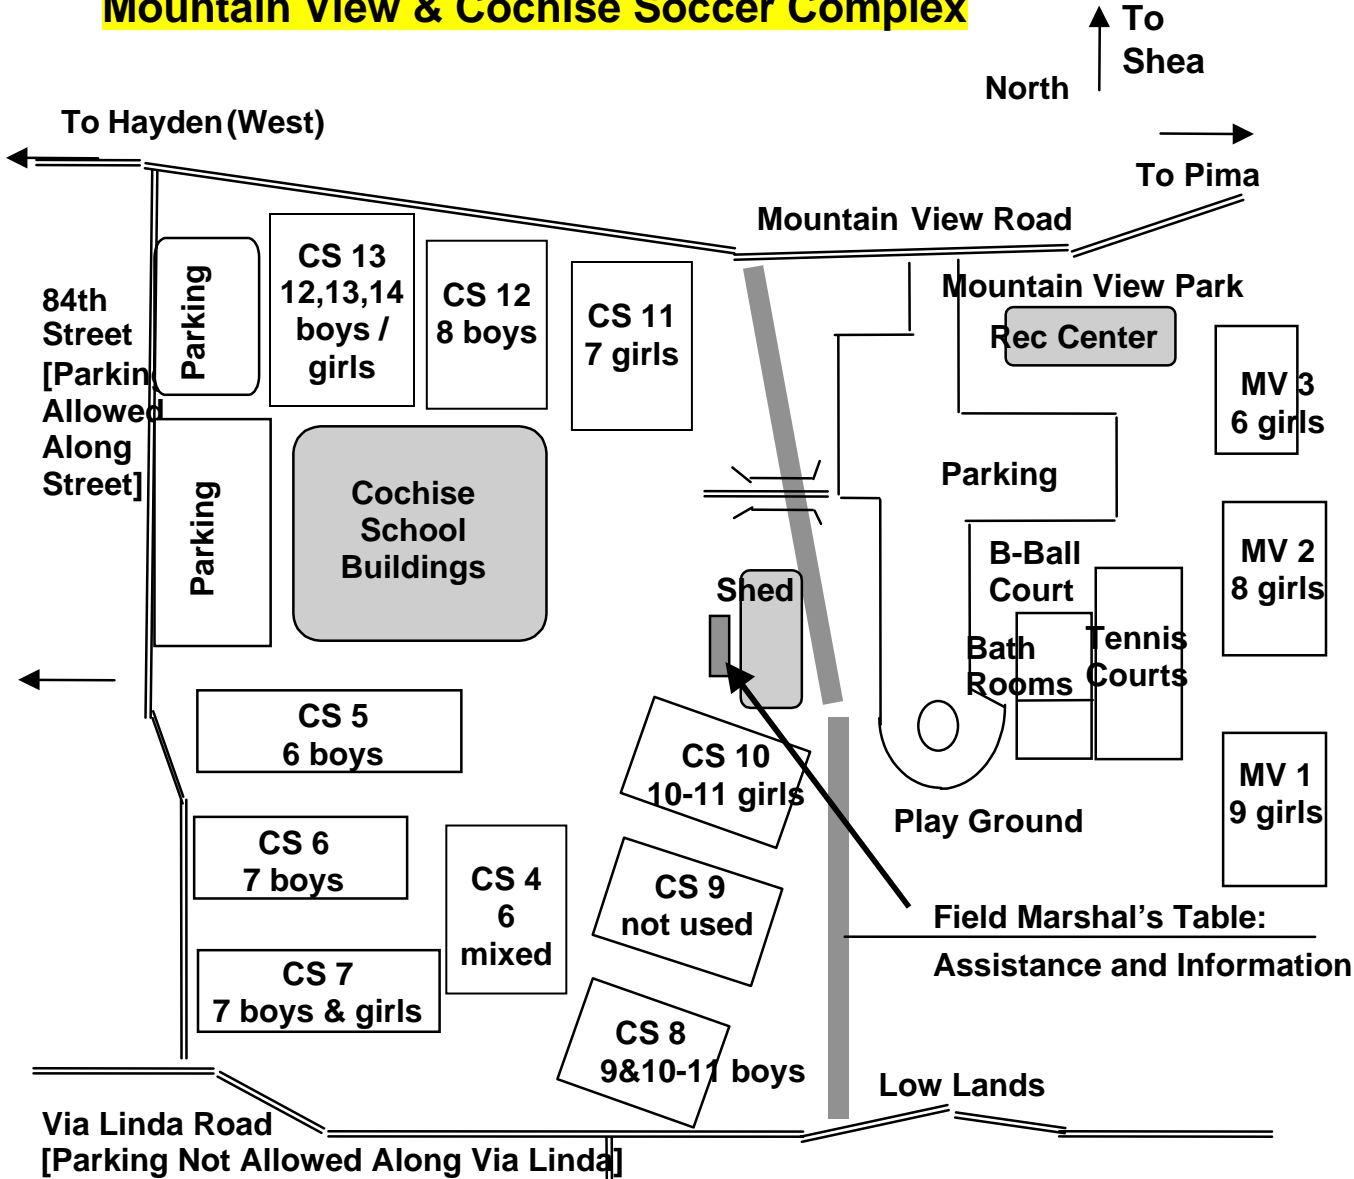 Mountain View & Cochise Soccer Complex
To
Shea
North
To Hayden (West)
To Pima
Mountain View Road
84th
Street
[Parkin
Allowed
Along
Street]
Parking
CS 13
12,13,14
boys /
girls
CS 12
8 boys
CS 11
7 girls
Mountain View Park
Rec Center
MV 3
6 girls
Parking
Cochise
School
Buildings
Parking
MV 2
8 girls
B-Ball
Court
Shed
Bath
Rooms
Tennis
Courts
CS 5
6 boys
CS 10
10-11 girls
MV 1
9 girls
Play Ground
CS 6
7 boys
CS 4
6
mixed
CS 9
not used
Field Marshal’s Table:
Assistance and Information
CS 7
7 boys & girls
CS 8
9&10-11 boys
Low Lands
Via Linda Road
[Parking Not Allowed Along Via Linda]